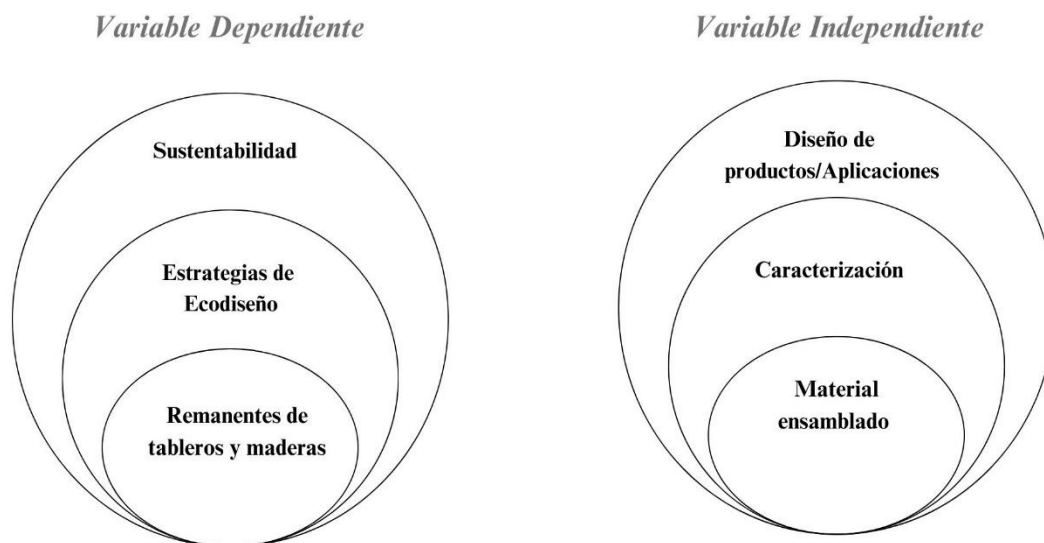 Variable Dependiente
Sustentabilidad
Estrategias de
Ecodiseño
Remanentes de
tableros y maderas
Variable Independiente
Diseño de
productos/Aplicaciones
Caracterización
Material
ensamblado